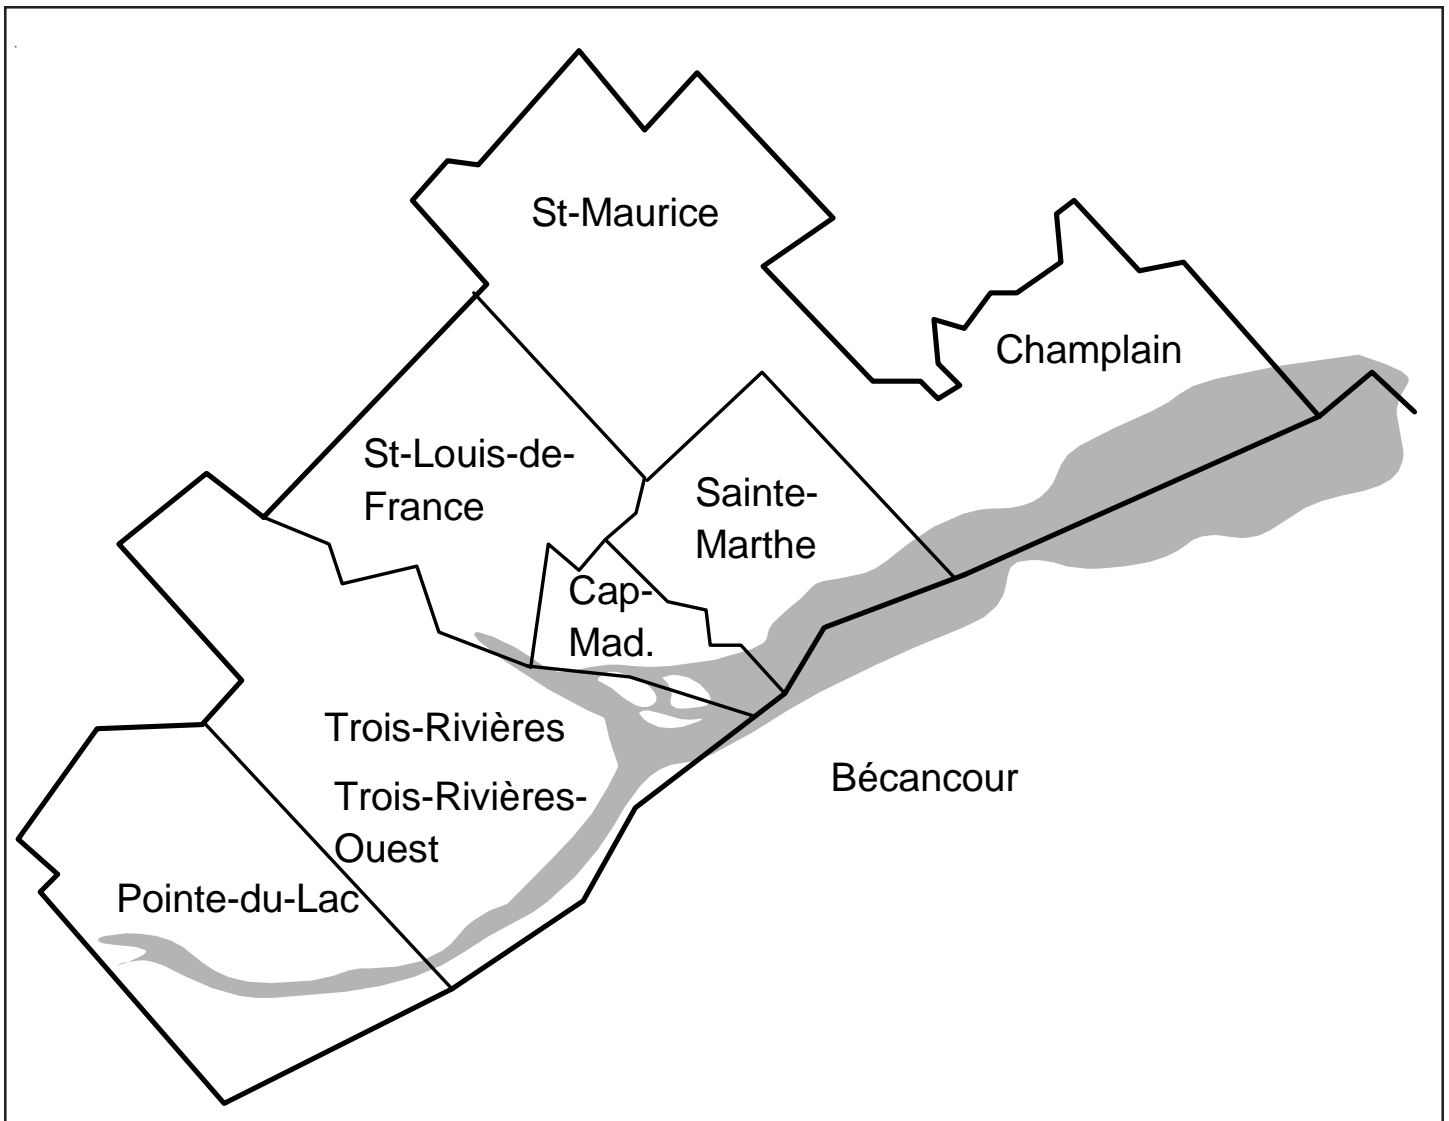 St-Maurice
Champlain
St-Louis-de-
France
Sainte-
Marthe
Cap-
Mad.
Trois-Rivières
Bécancour
Trois-Rivières-
Ouest
Pointe-du-Lac